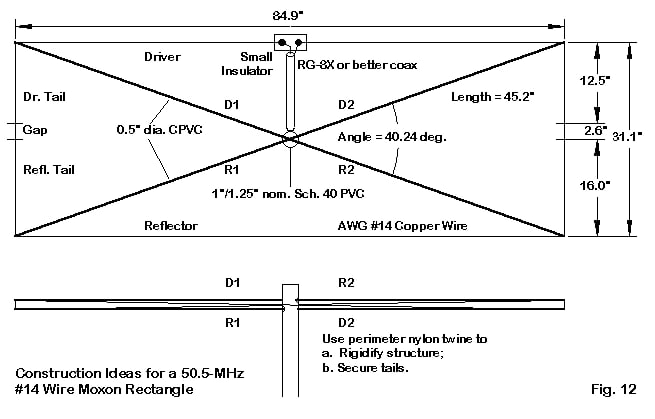 84.9"
Driver
Small
Insulator
RG-8X or better coax
12.5"
Dr. Tail
D1
D2
Length = 45.2"
Gap
0.5" dia. CPVC
Angle = 40.24 deg.
2.6"
31.1"
Refl. Tail
R1
R2
16.0"
1"/1.25" nom. Sch. 40 PVC
Reflector
AWG #14 Copper Wire
D1
R2
R1
D2
Use perimeter nylon twine to
a. Rigidify structure;
b. Secure tails.
Construction Ideas for a 50.5-MHz
#14 Wire Moxon Rectangle
Fig. 12